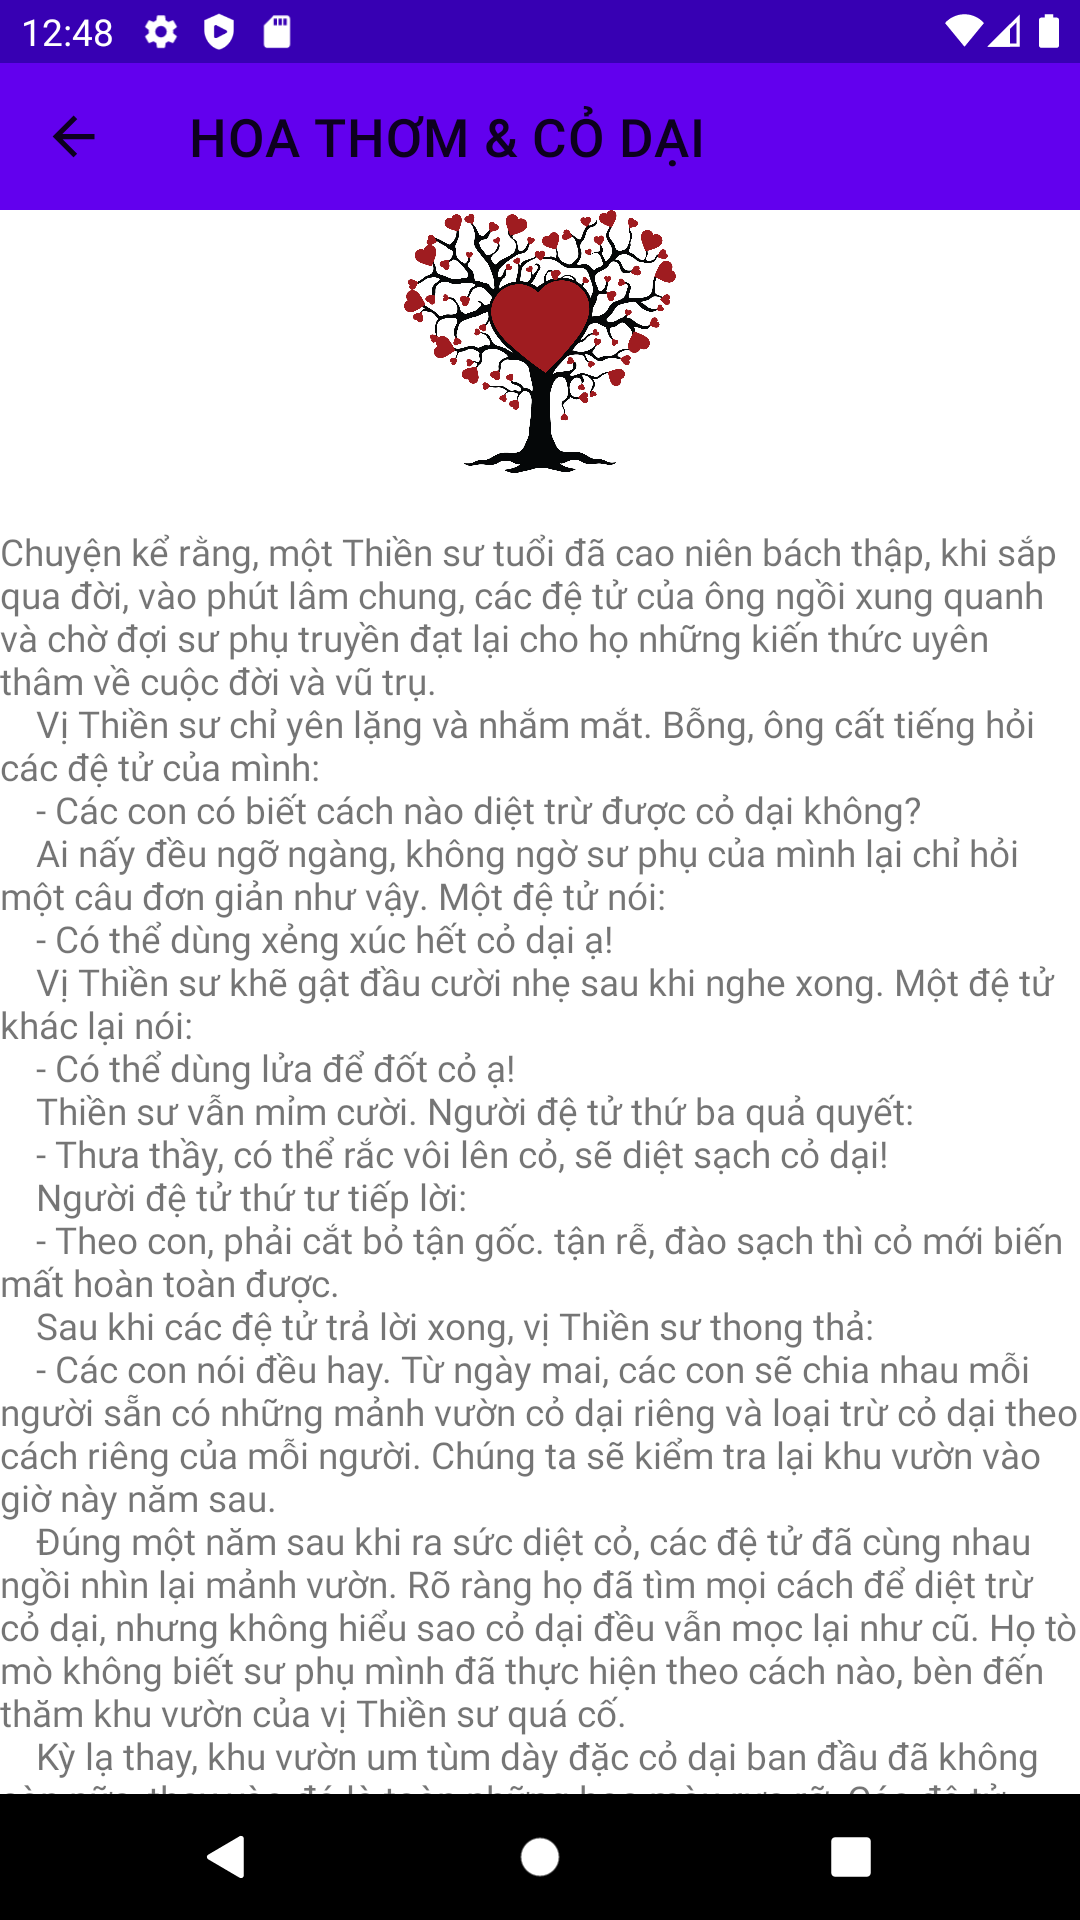 12:48
HOA THƠM & CỎ DẠI
Chuyện kể rằng, một Thiền sư tuổi đã cao niên bách thập, khi sắp
qua đời, vào phút lâm chung, các đệ tử của ông ngồi xung quanh
và chờ đợi sư phụ truyền đạt lại cho họ những kiến thức uyên
thâm về cuộc đời và vũ trụ.
Vị Thiền sư chỉ yên lặng và nhắm mắt. Bỗng, ông cất tiếng hỏi
các đệ tử của mình:
- Các con có biết cách nào diệt trừ được cỏ dại không?
Ai nấy đều ngỡ ngàng, không ngờ sư phụ của mình lại chỉ hỏi
một câu đơn giản như vậy. Một đệ tử nói:
- Có thể dùng xẻng xúc hết cỏ dại ạ!
Vị Thiền sư khẽ gật đầu cười nhẹ sau khi nghe xong. Một đệ tử
khác lại nói:
- Có thể dùng lửa để đốt cỏ ạ!
Thiền sư vẫn mỉm cười. Người đệ tử thứ ba quả quyết:
- Thưa thầy, có thể rắc vôi lên cỏ, sẽ diệt sạch cỏ dại!
Người đệ tử thứ tư tiếp lời:
- Theo con, phải cắt bỏ tận gốc. tận rễ, đào sạch thì cỏ mới biến
mất hoàn toàn được.
Sau khi các đệ tử trả lời xong, vị Thiền sư thong thả:
- Các con nói đều hay. Từ ngày mai, các con sẽ chia nhau mỗi
người sẵn có những mảnh vườn cỏ dại riêng và loại trừ cỏ dại theo
cách riêng của mỗi người. Chúng ta sẽ kiểm tra lại khu vườn vào
giờ này năm sau.
Đúng một năm sau khi ra sức diệt cỏ, các đệ tử đã cùng nhau
ngồi nhìn lại mảnh vườn. Rõ ràng họ đã tìm mọi cách để diệt trừ
cỏ dại, nhưng không hiểu sao cỏ dại đều vẫn mọc lại như cũ. Họ tò
mò không biết sư phụ mình đã thực hiện theo cách nào, bèn đến
thăm khu vườn của vị Thiền sư quá cố.
Kỳ lạ thay, khu vườn um tùm dày đặc cỏ dại ban đầu đã không